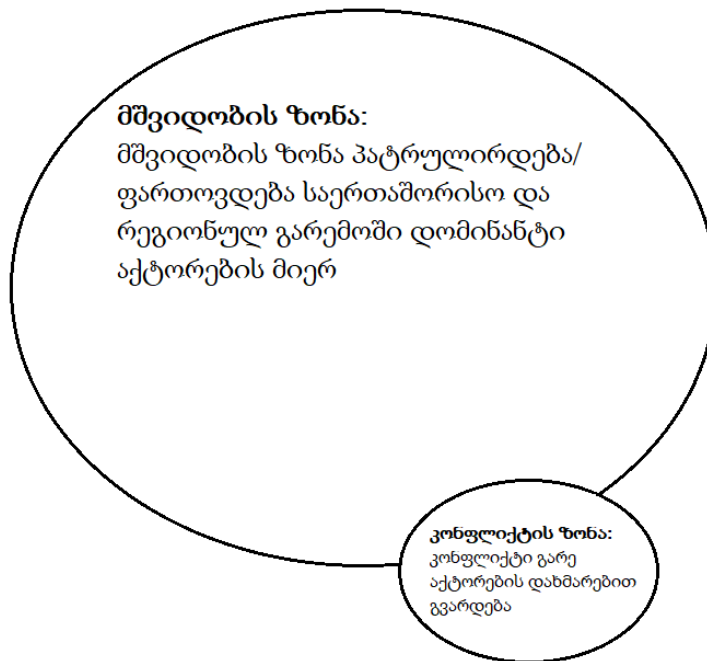 მშვიდობის ზონა:
მშვიდობის ზონა პატრულირდება/
ფართოვდება საერთაშორისო და
რეგიონულ გარემოში დომინანტი
აქტორების მიერ
კონფლიქტის ზონა:
კონფლიქტი გარე
აქტორების დახმარებით
გვარდება